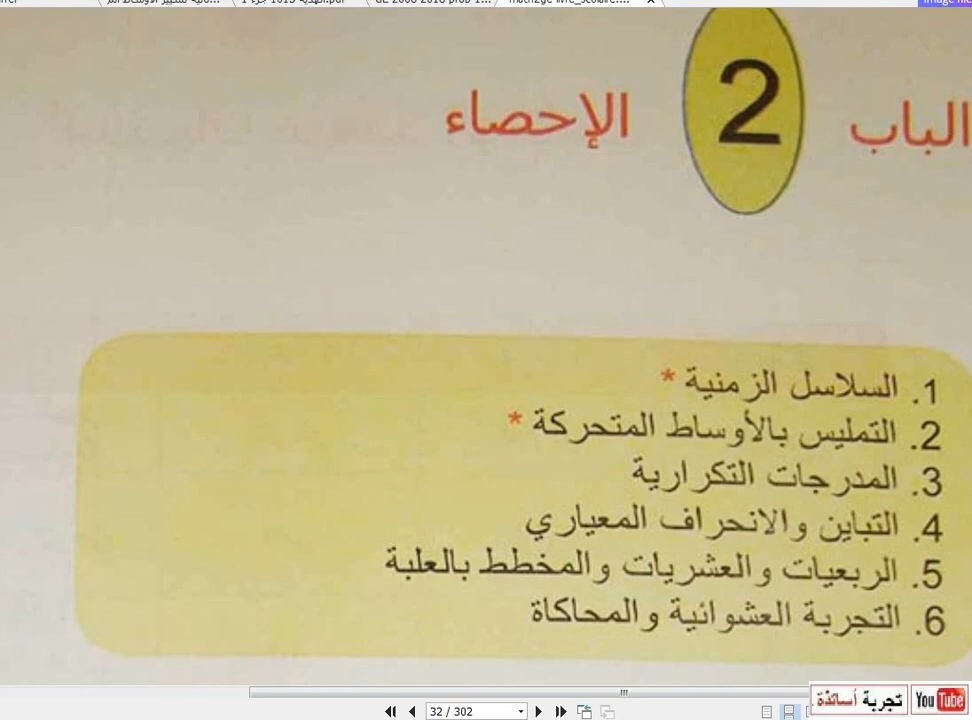 الباب 2 الإحصاء
1. السلاسل الزمنية *
2. التمليس بالأوساط المتحركة *
3. المدرجات التكرارية
4. التباين والانحراف المعياري
5. الربعيات والعشريات والمخطط بالعلبة
6. التجربة العشوائية والمحاكاة
32 / 302
تجربة أساتذة.
YouTube